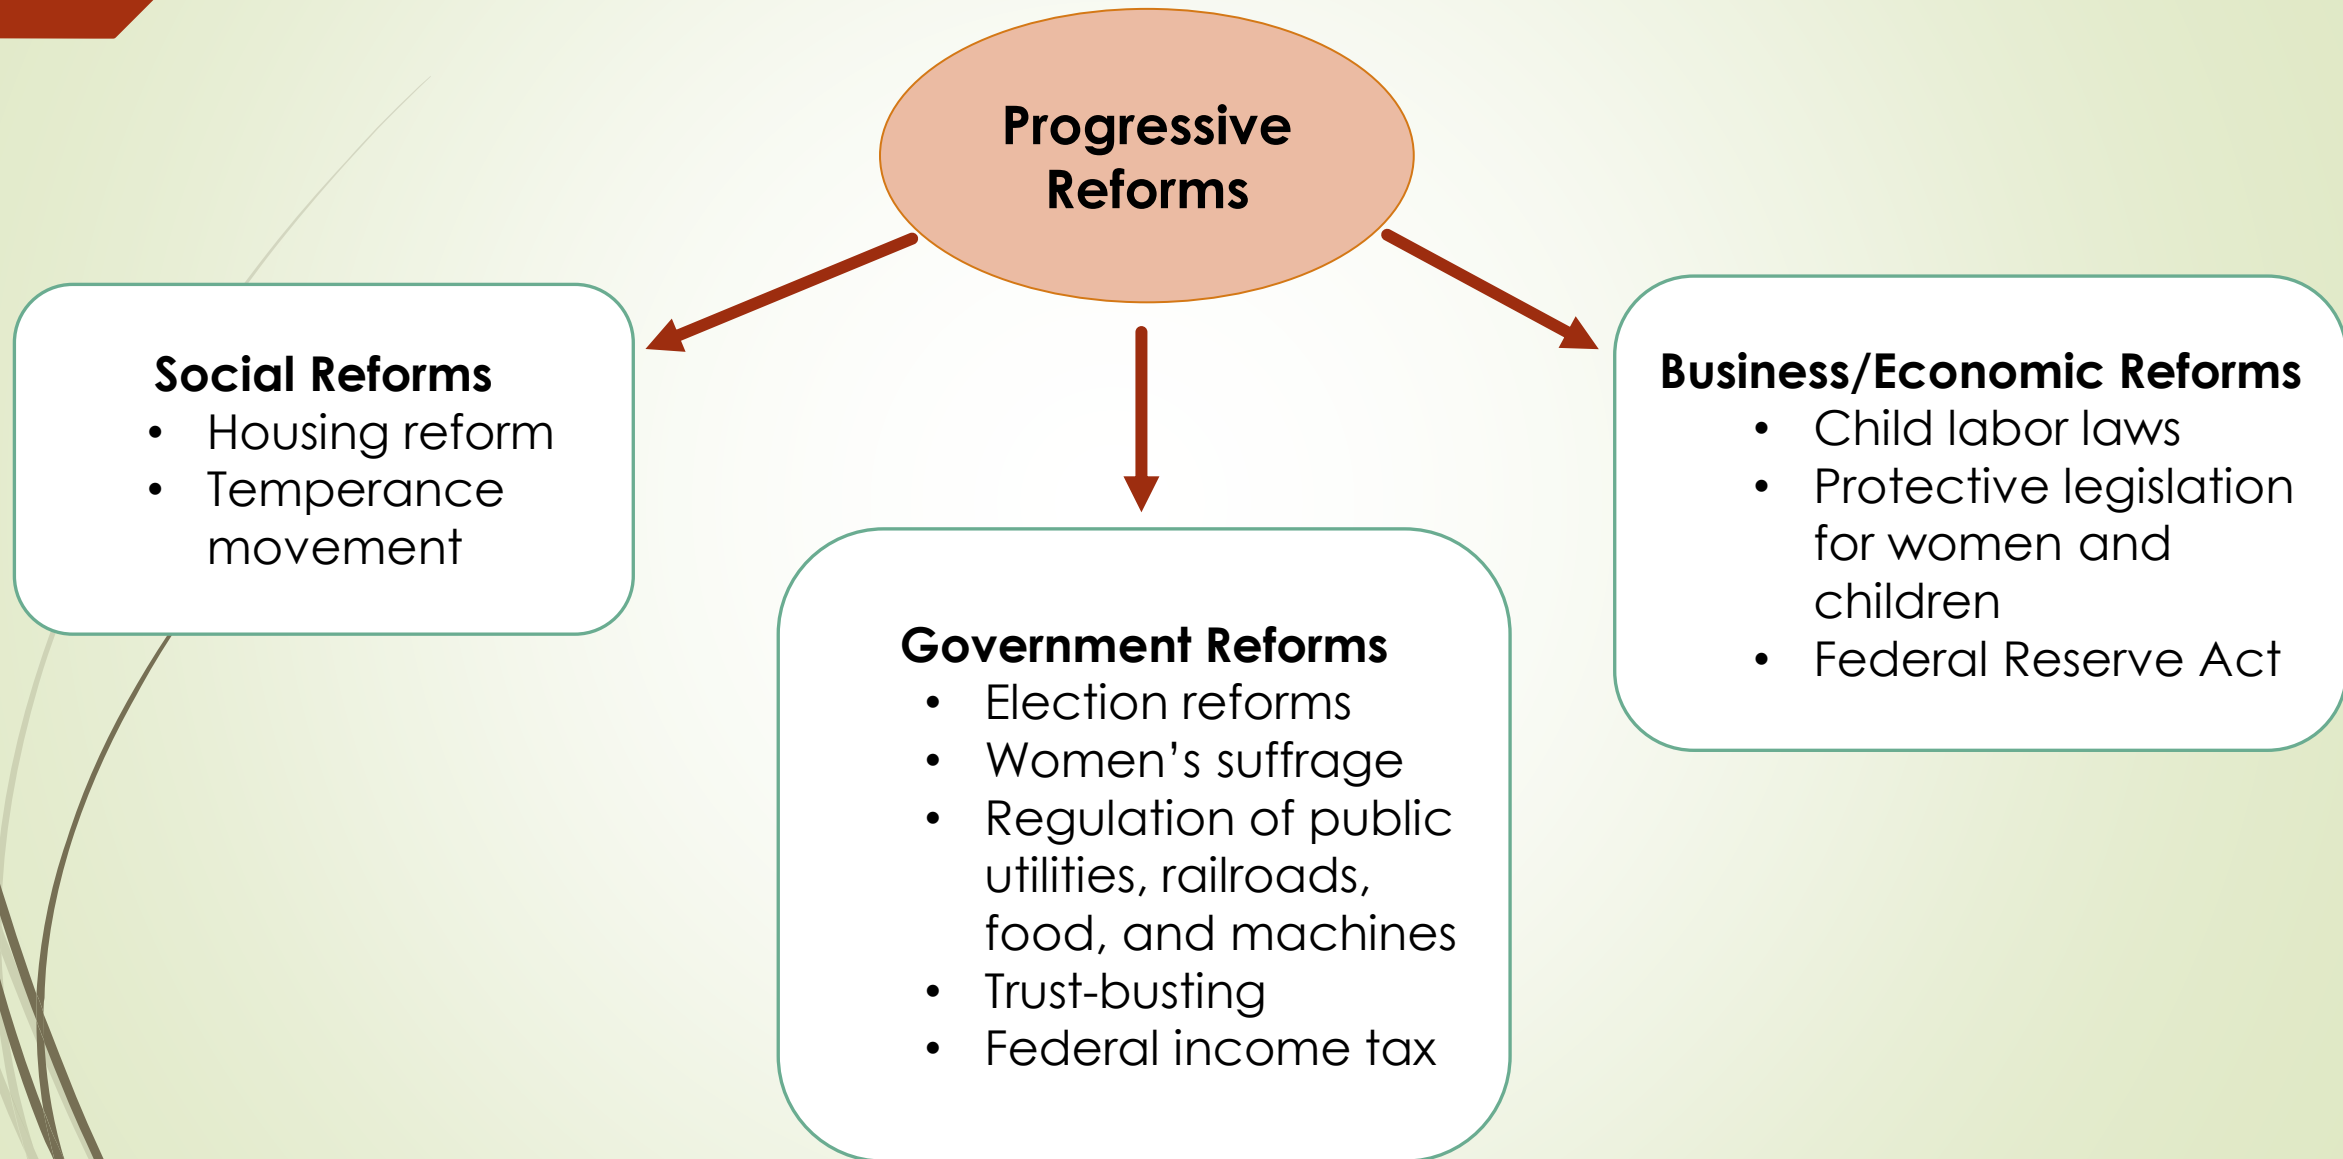 Progressive
Reforms
Social Reforms
• Housing reform
• Temperance
movement
Government Reforms
• Election reforms
• Women’s suffrage
• Regulation of public
utilities, railroads,
food, and machines
• Trust-busting
• Federal income tax
Business/Economic Reforms
• Child labor laws
• Protective legislation
for women and
children
• Federal Reserve Act